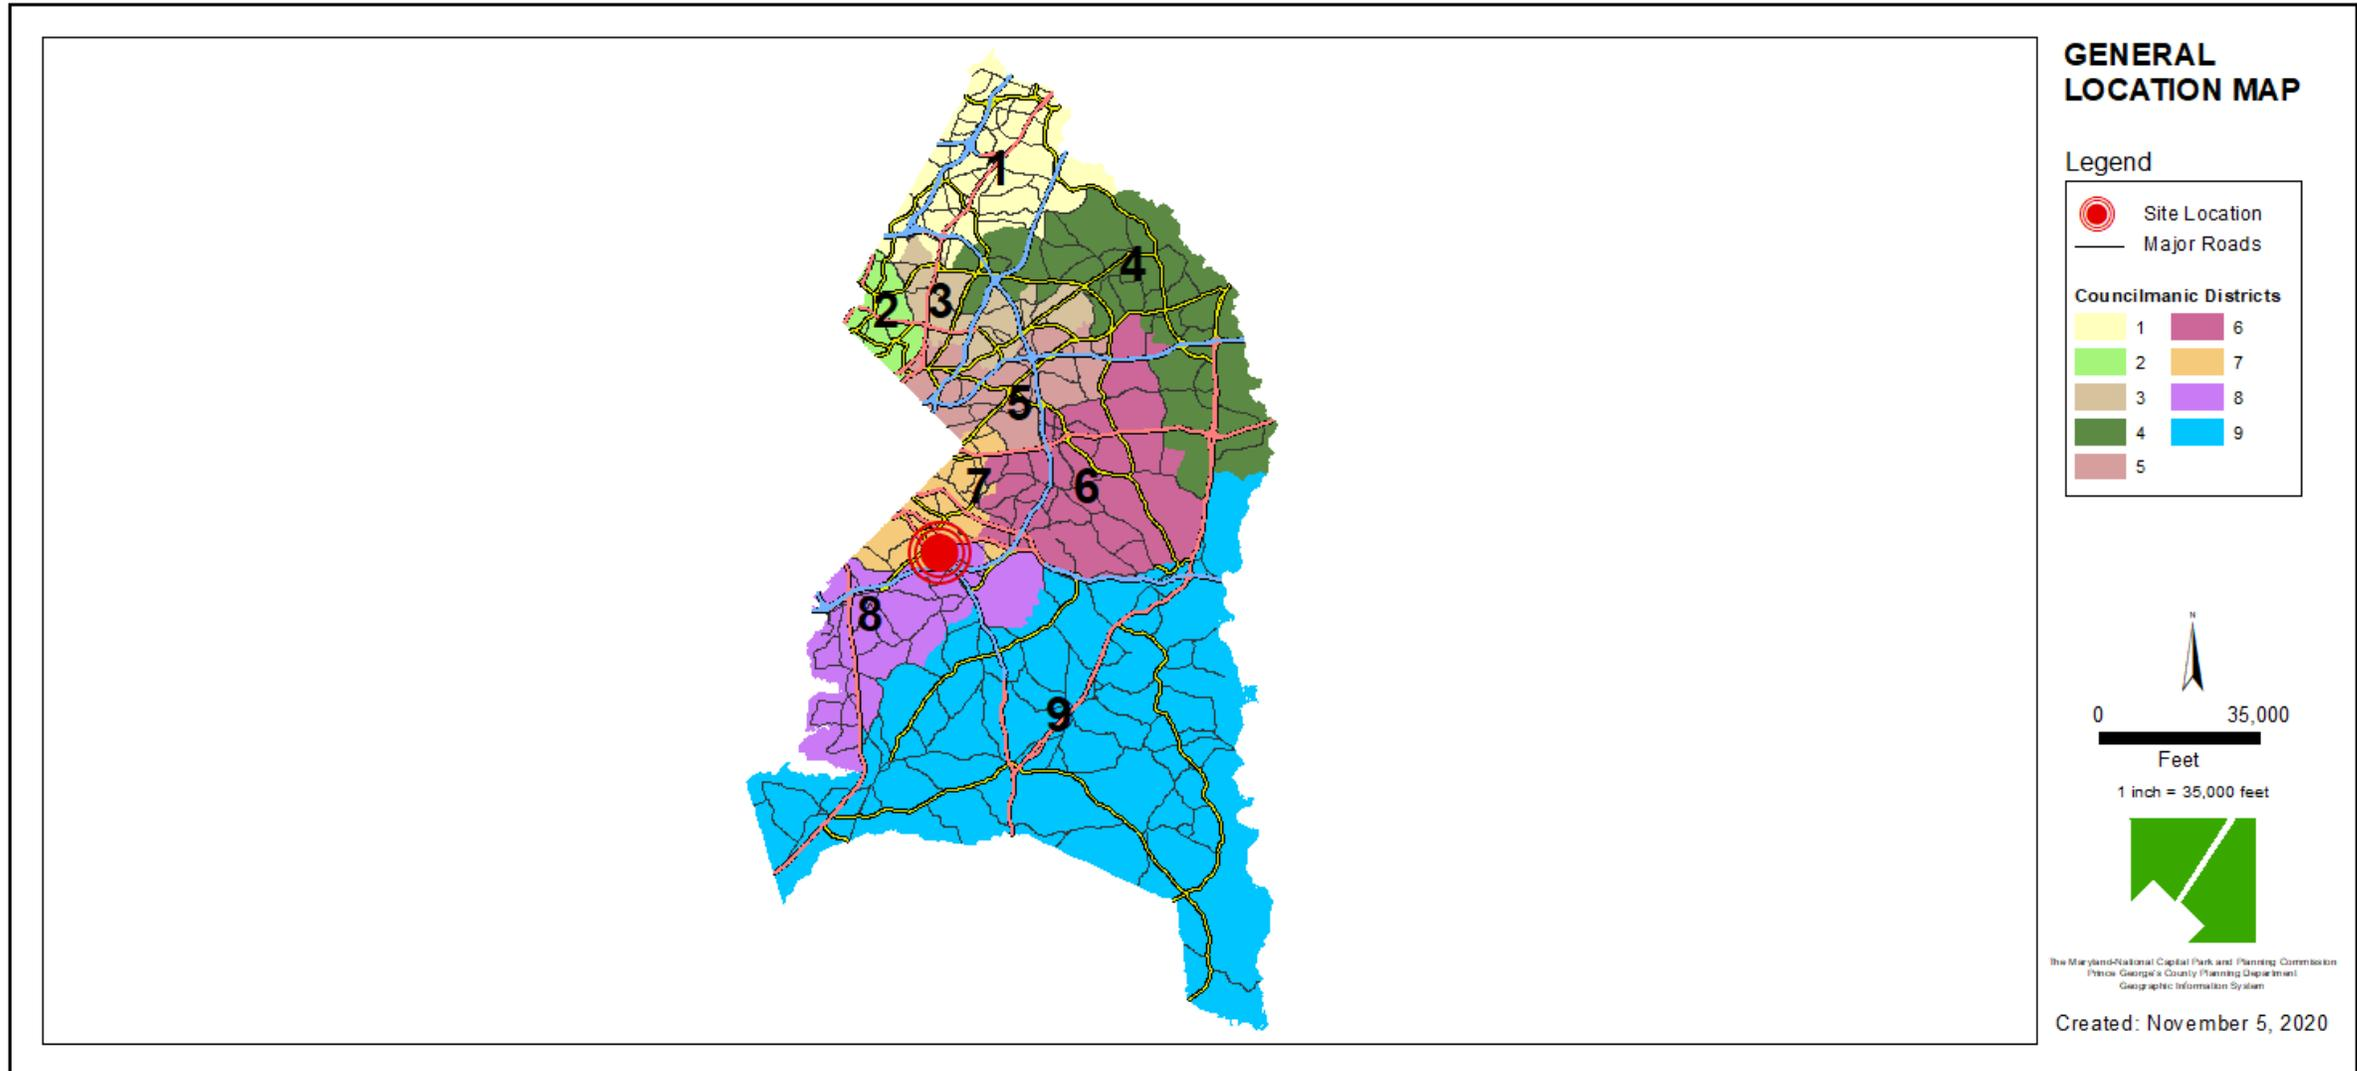 GENERAL
LOCATION MAP
Legend
Site Location
Major Roads
Councilmanic Districts
1 6
2 7
3 8
4 9
5
1
4
2
3
5
7
6
8
9
N
0 35,000
Feet
1 inch = 35,000 feet
The Maryland-National Capital Park and Planning Commission
Prince George's County Planning Department
Geographic Information System
Created: November 5, 2020